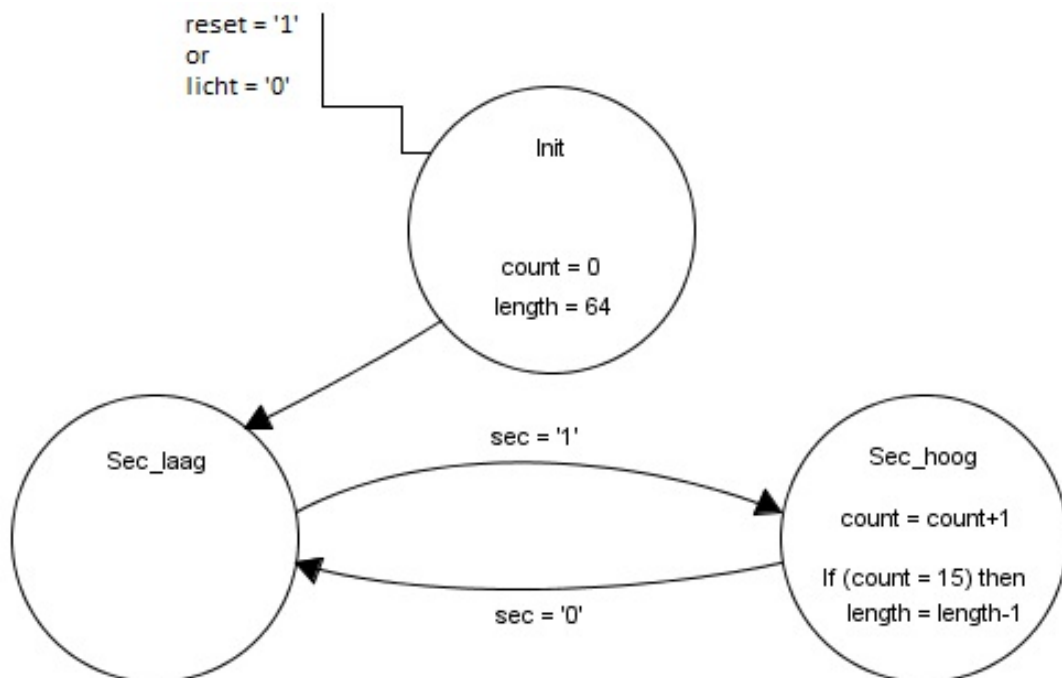 reset = '1'
or
licht = '0'
Init
count = 0
length = 64
Sec_laag
sec = '1'
Sec_hoog
count = count+1
If (count = 15) then
length = length-1
sec = '0'